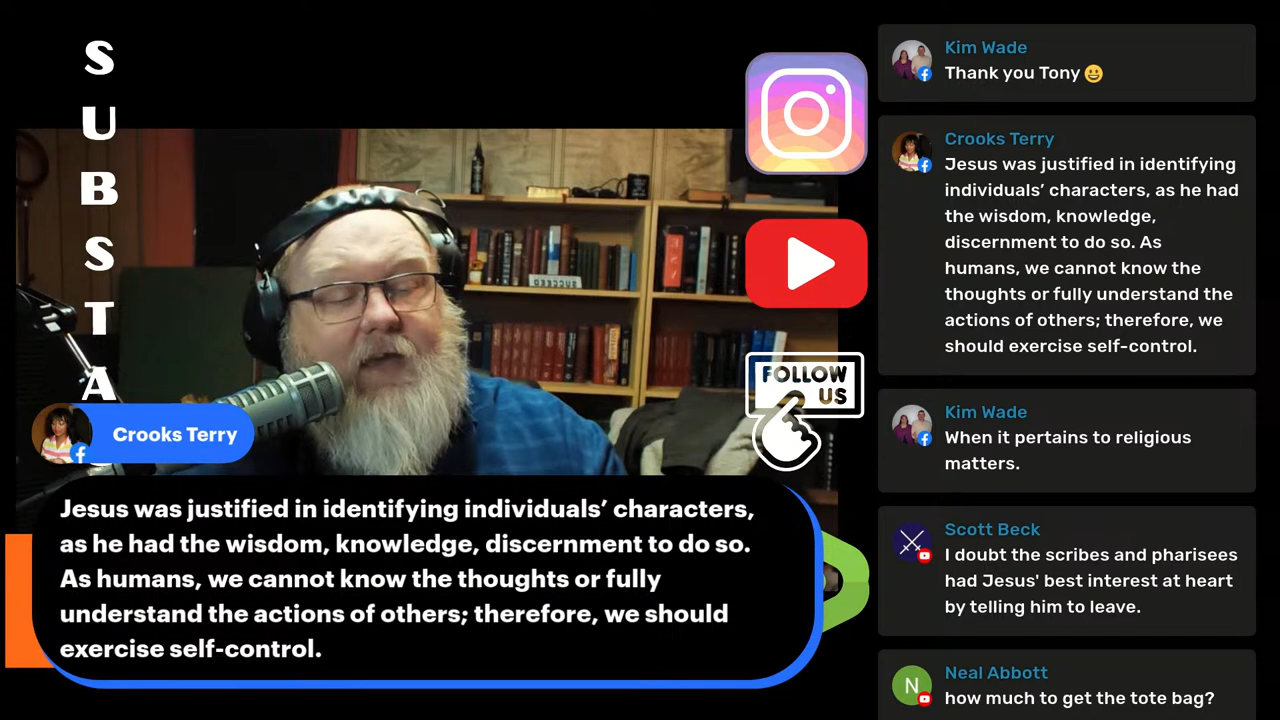 SUBSTA
FOLLOW
US
Crooks Terry
Jesus was justified in identifying individuals’ characters,
as he had the wisdom, knowledge, discernment to do so.
As humans, we cannot know the thoughts or fully
understand the actions of others; therefore, we should
exercise self-control.
Kim Wade
Thank you Tony 😀
Crooks Terry
Jesus was justified in identifying
individuals’ characters, as he had
the wisdom, knowledge,
discernment to do so. As
humans, we cannot know the
thoughts or fully understand the
actions of others; therefore, we
should exercise self-control.
Kim Wade
When it pertains to religious
matters.
Scott Beck
I doubt the scribes and pharisees
had Jesus' best interest at heart
by telling him to leave.
N
Neal Abbott
how much to get the tote bag?